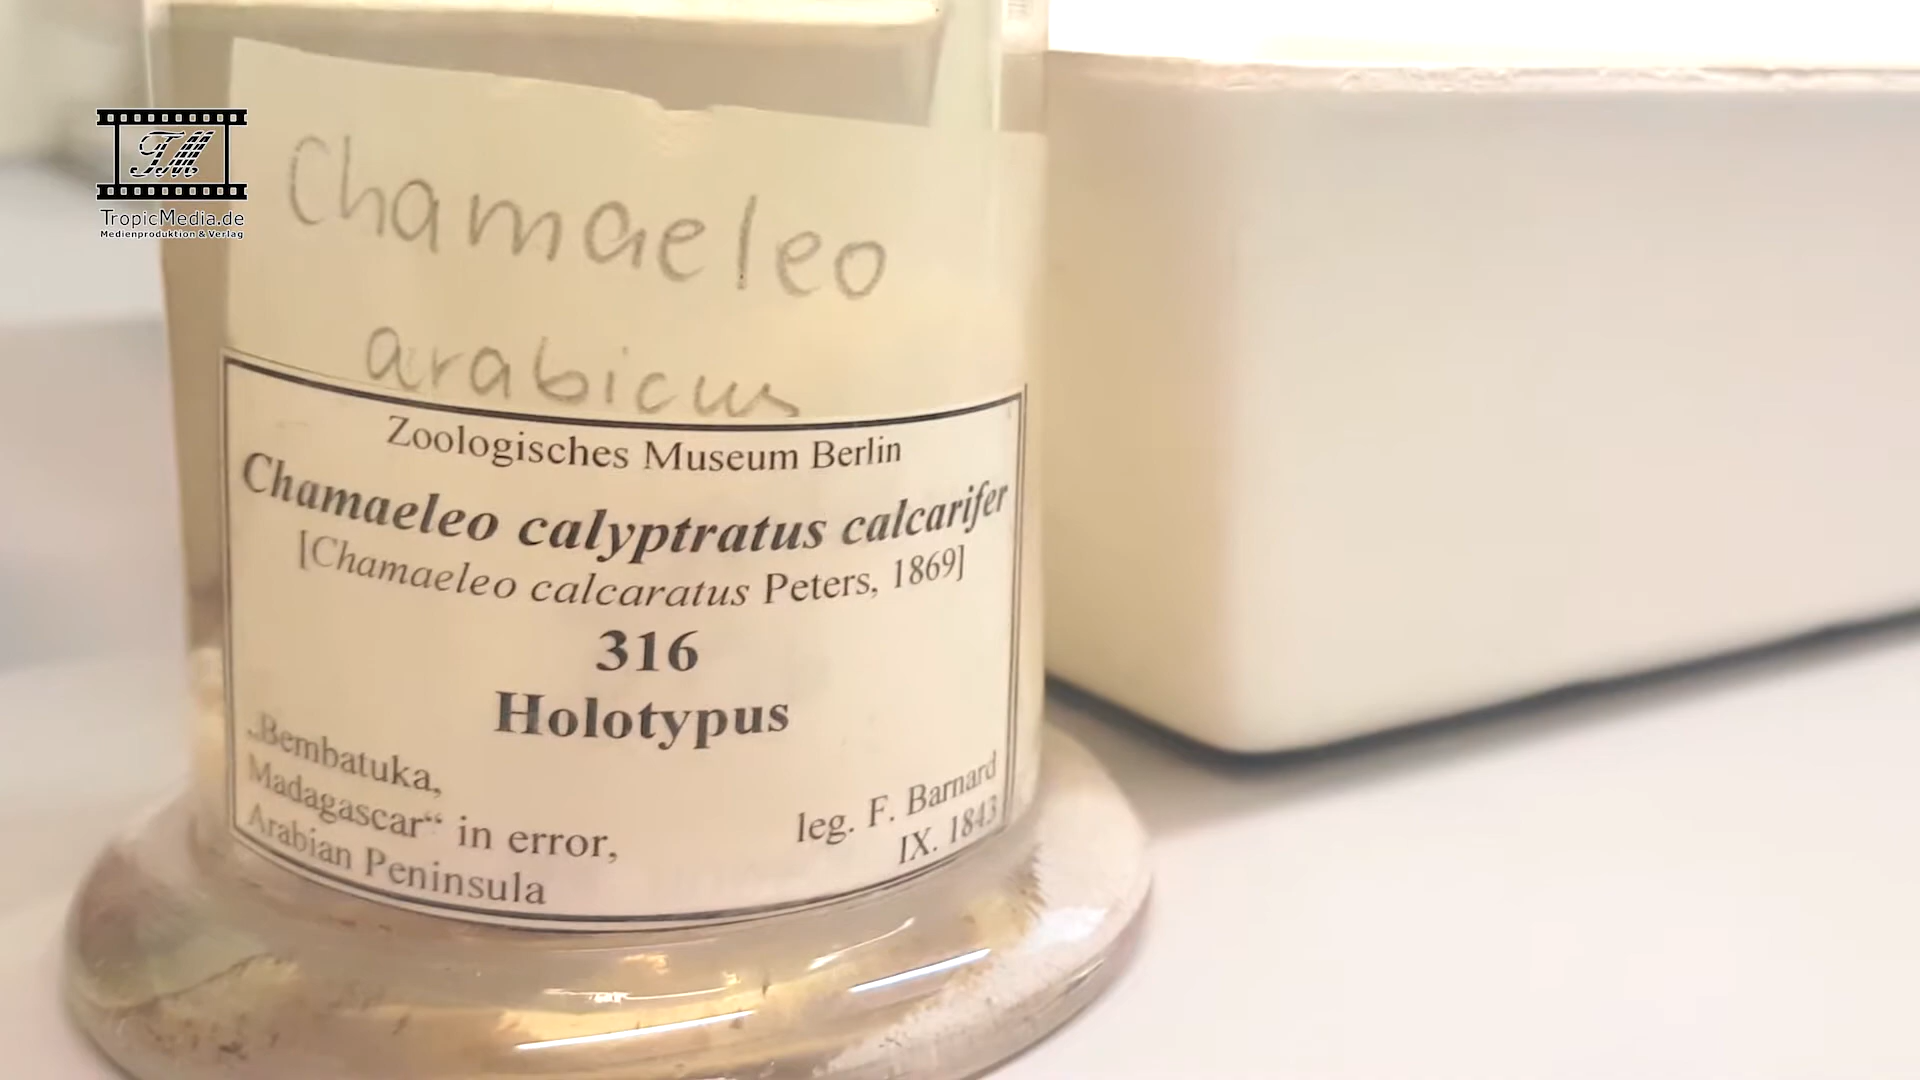 TM
TropicMedia.de
Medienproduktion & Verlag
Chamaeleo
arabicus
Zoologisches Museum Berlin
Chamaeleo calyptratus calcarifer
[Chamaeleo calcaratus Peters, 1869]
316
Holotypus
„Bembatuka,
Madagascar“ in error,
Arabian Peninsula
leg. F. Barnard
IX. 1843